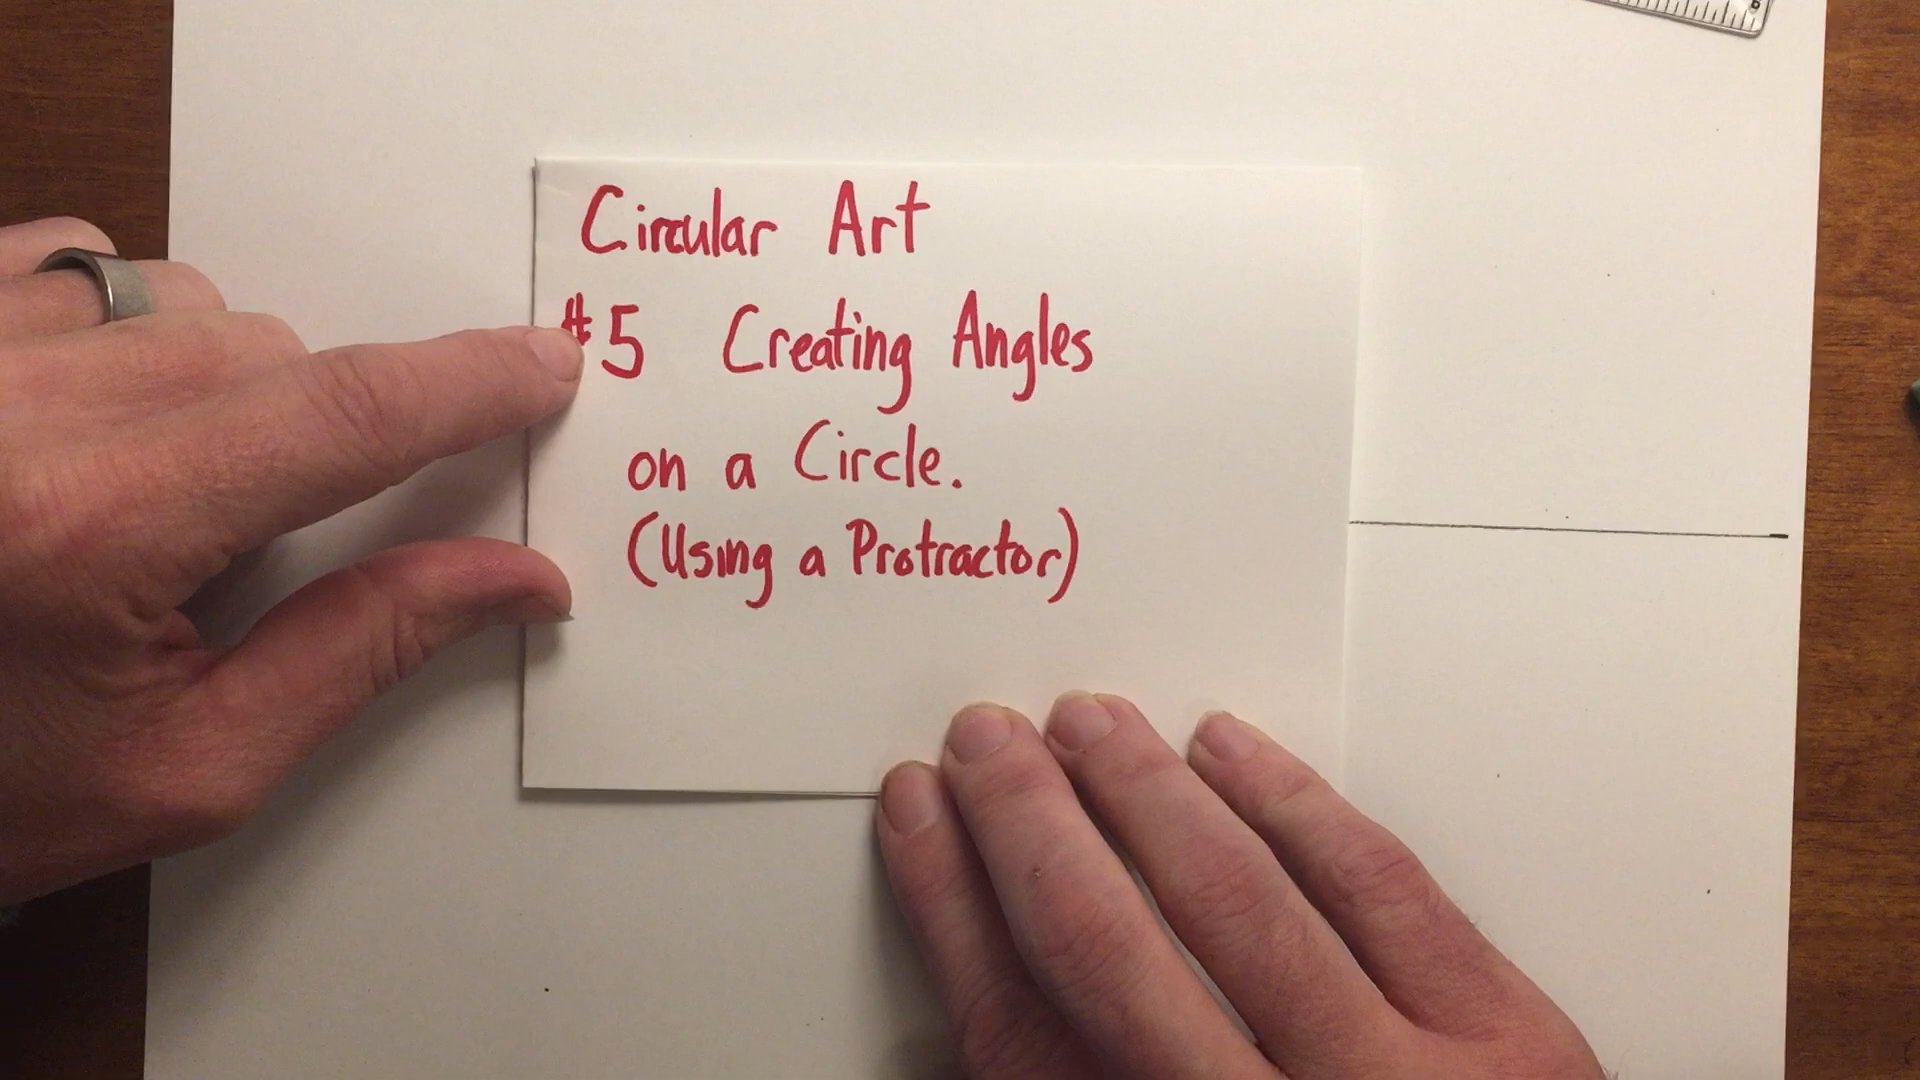 Circular Art
#5 Creating Angles
on a Circle.
(Using a Protractor)